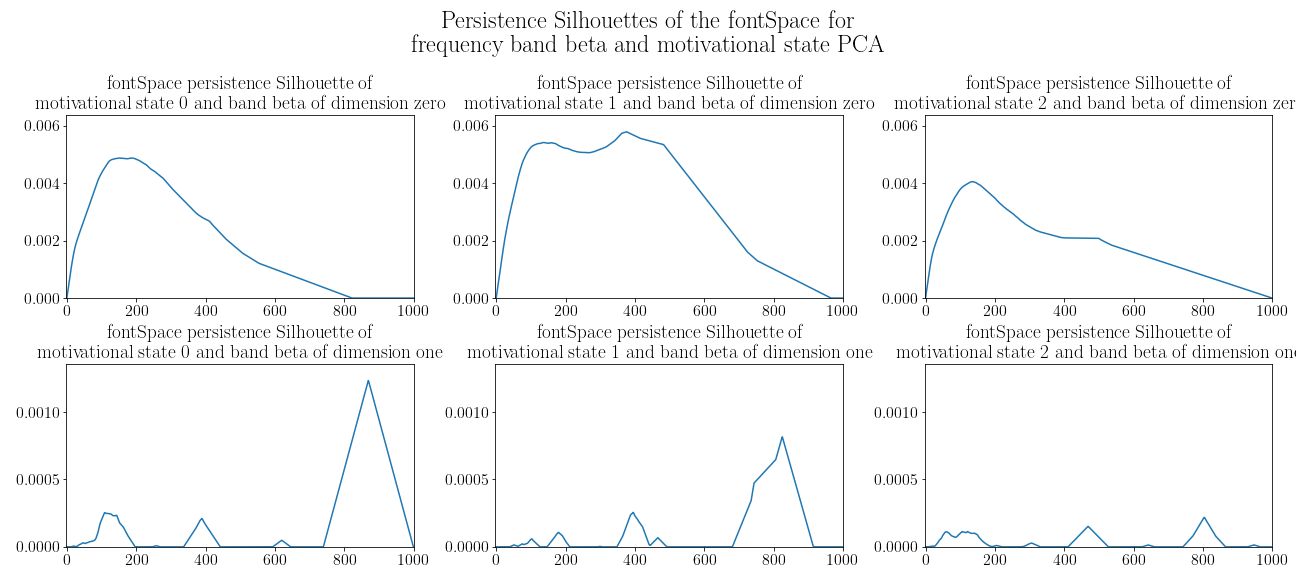 Persistence Silhouettes of the fontSpace for
frequency band beta and motivational state PCA
fontSpace persistence Silhouette of
motivational state 0 and band beta of dimension zero
fontSpace persistence Silhouette of
motivational state 1 and band beta of dimension zero
fontSpace persistence Silhouette of
motivational state 2 and band beta of dimension zer
0.006
0.004
0.002
0.000
0 200 400 600 800 1000
0.006
0.004
0.002
0.000
0 200 400 600 800 1000
0.006
0.004
0.002
0.000
0 200 400 600 800 1000
fontSpace persistence Silhouette of
motivational state 0 and band beta of dimension one
fontSpace persistence Silhouette of
motivational state 1 and band beta of dimension one
fontSpace persistence Silhouette of
motivational state 2 and band beta of dimension one
0.0010
0.0005
0.0000
0 200 400 600 800 1000
0.0010
0.0005
0.0000
0 200 400 600 800 1000
0.0010
0.0005
0.0000
0 200 400 600 800 1000